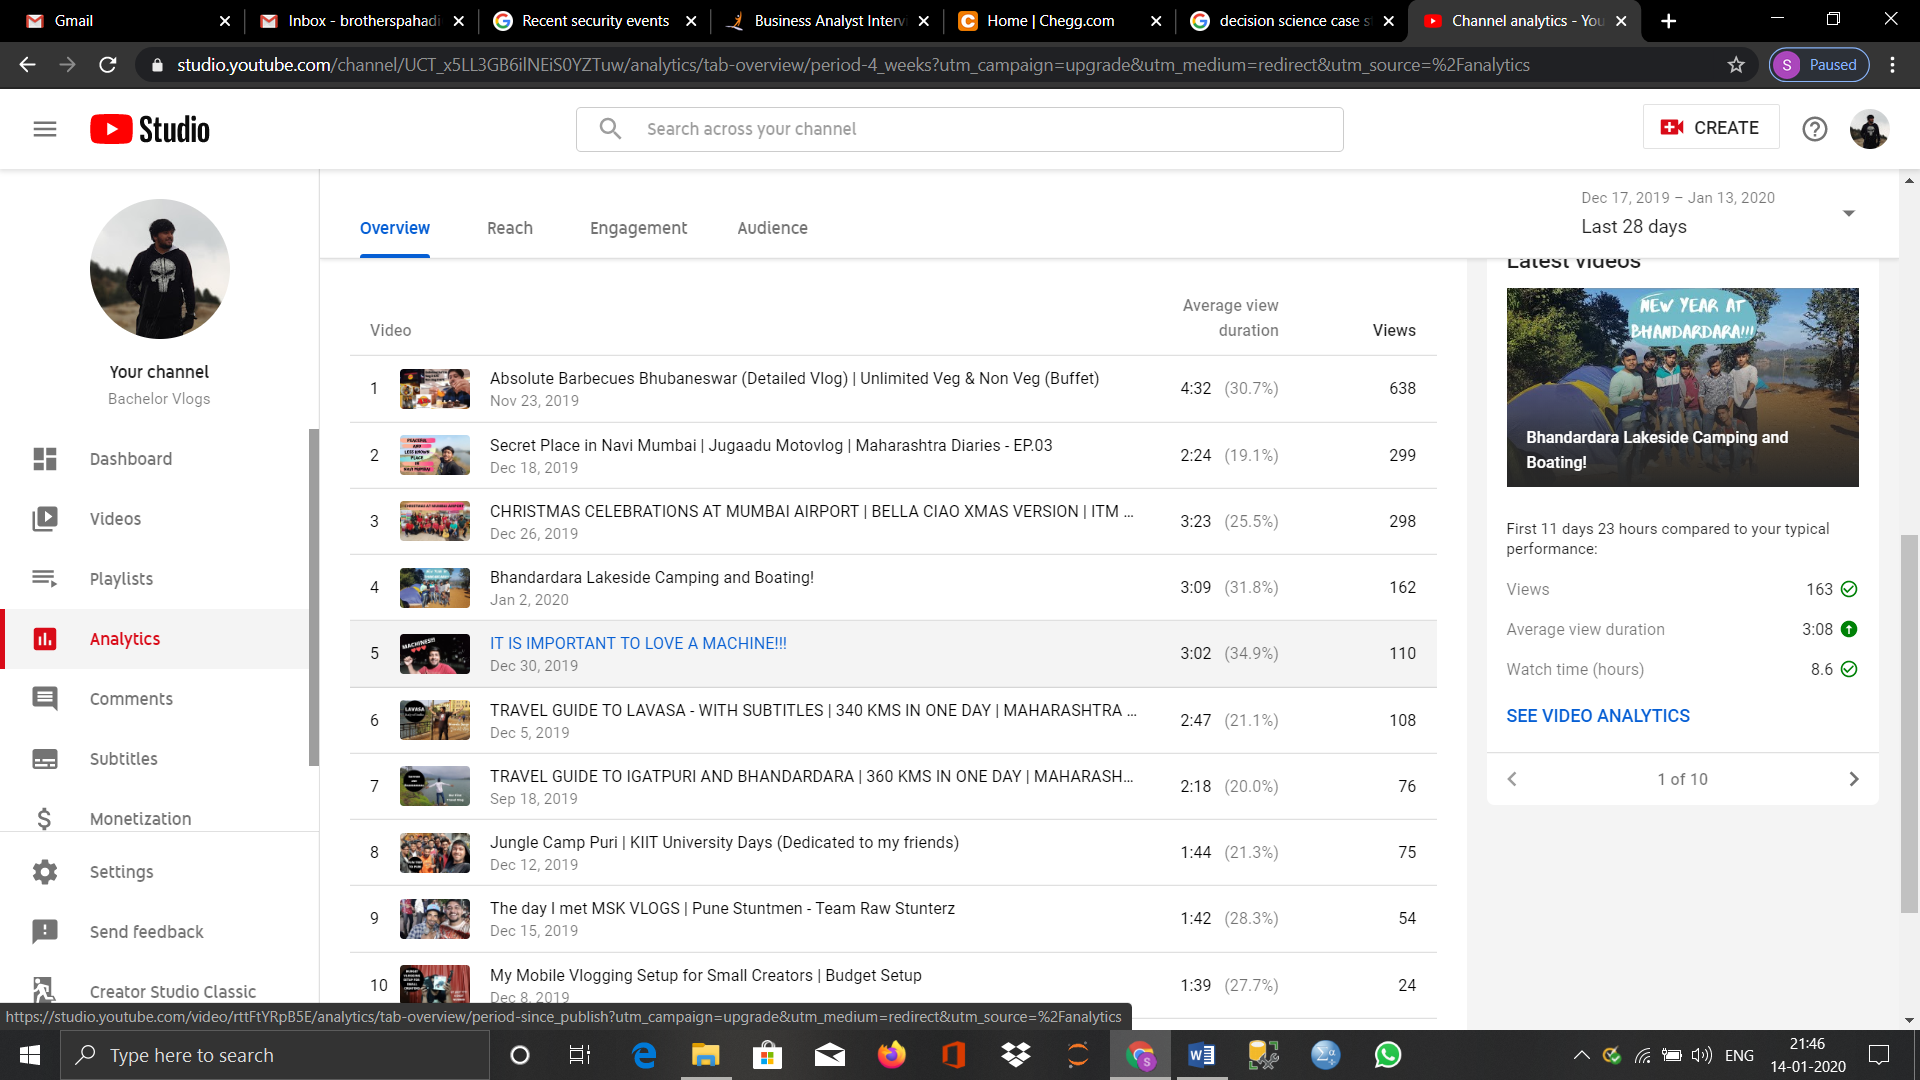 Gmail
Inbox - brotherspahadi
Recent security events
Business Analyst Interv
Home | Chegg.com
decision science case s
Channel analytics - You
studio.youtube.com/channel/UCT_x5LL3GB6ilNEiS0YZTuw/analytics/tab-overview/period-4_weeks?utm_campaign=upgrade&utm_medium=redirect&utm_source=%2Fanalytics
S Paused
Studio
Search across your channel
CREATE
Your channel
Bachelor Vlogs
Dashboard
Videos
Playlists
Analytics
Comments
Subtitles
Monetization
Settings
Send feedback
Creator Studio Classic
Overview Reach Engagement Audience
Dec 17, 2019 – Jan 13, 2020
Last 28 days
Video Average view duration Views
1 Absolute Barbecues Bhubaneswar (Detailed Vlog) | Unlimited Veg & Non Veg (Buffet) 4:32 (30.7%) 638
Nov 23, 2019
2 Secret Place in Navi Mumbai | Jugaadu Motovlog | Maharashtra Diaries - EP.03 2:24 (19.1%) 299
Dec 18, 2019
3 CHRISTMAS CELEBRATIONS AT MUMBAI AIRPORT | BELLA CIAO XMAS VERSION | ITM ... 3:23 (25.5%) 298
Dec 26, 2019
4 Bhandardara Lakeside Camping and Boating! 3:09 (31.8%) 162
Jan 2, 2020
5 IT IS IMPORTANT TO LOVE A MACHINE!!! 3:02 (34.9%) 110
Dec 30, 2019
6 TRAVEL GUIDE TO LAVASA - WITH SUBTITLES | 340 KMS IN ONE DAY | MAHARASHTRA ... 2:47 (21.1%) 108
Dec 5, 2019
7 TRAVEL GUIDE TO IGATPURI AND BHANDARDARA | 360 KMS IN ONE DAY | MAHARASH... 2:18 (20.0%) 76
Sep 18, 2019
8 Jungle Camp Puri | KIIT University Days (Dedicated to my friends) 1:44 (21.3%) 75
Dec 12, 2019
9 The day I met MSK VLOGS | Pune Stuntmen - Team Raw Stunterz 1:42 (28.3%) 54
Dec 15, 2019
10 My Mobile Vlogging Setup for Small Creators | Budget Setup 1:39 (27.7%) 24
Dec 8, 2019
Latest videos
NEW YEAR AT
BHANDARDARA!!!
Bhandardara Lakeside Camping and
Boating!
First 11 days 23 hours compared to your typical
performance:
Views 163
Average view duration 3:08
Watch time (hours) 8.6
SEE VIDEO ANALYTICS
1 of 10
https://studio.youtube.com/video/rttFtYRpB5E/analytics/tab-overview/period-since_publish?utm_campaign=upgrade&utm_medium=redirect&utm_source=%2Fanalytics
Type here to search
ENG
21:46
14-01-2020